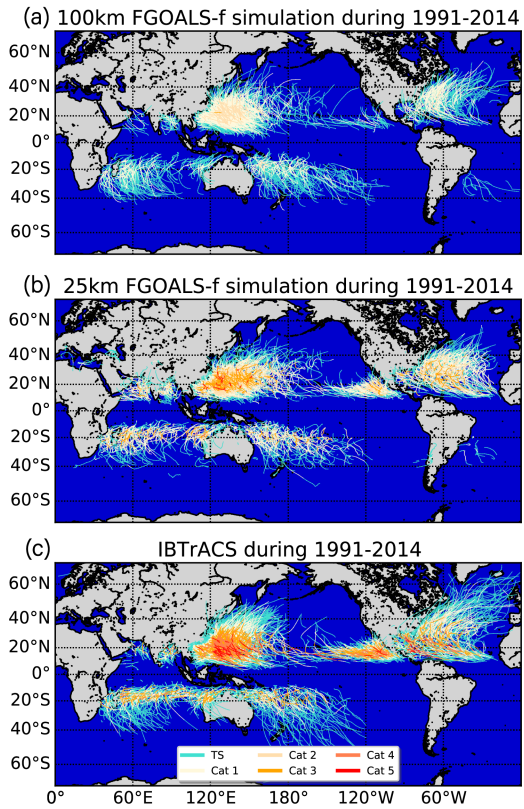 (a) 100km FGOALS-f simulation during 1991-2014
60°N
40°N
20°N
0°
20°S
40°S
60°S
(b) 25km FGOALS-f simulation during 1991-2014
60°N
40°N
20°N
0°
20°S
40°S
60°S
(c) IBTrACS during 1991-2014
60°N
40°N
20°N
0°
20°S
40°S
60°S
TS Cat 2 Cat 4
Cat 1 Cat 3 Cat 5
0° 60°E 120°E 180° 120°W 60°W